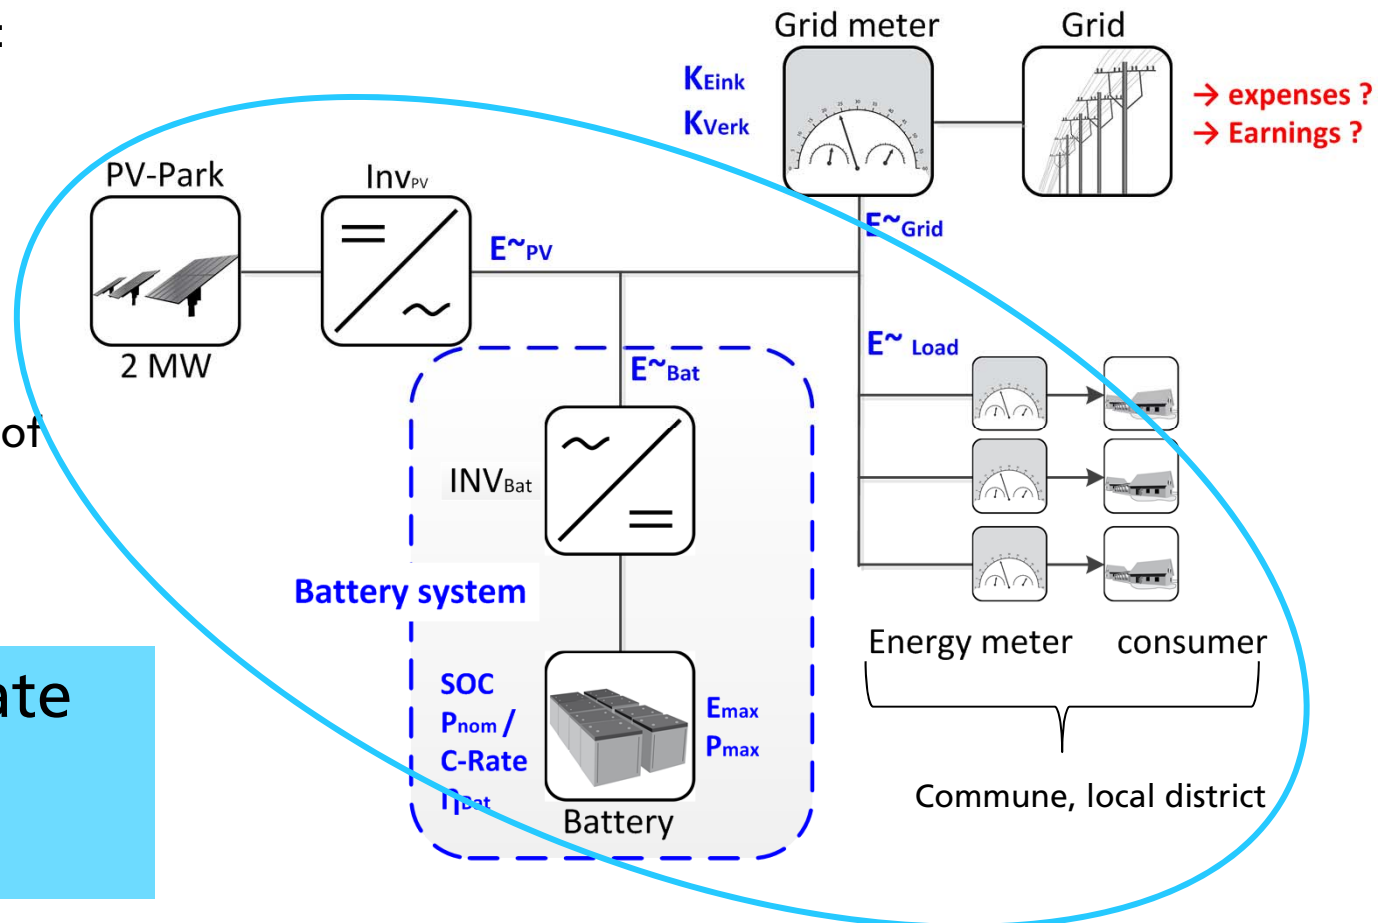 :
Grid meter
Grid
KEink
KVerk
→ expenses ?
→ Earnings ?
PV-Park
InvPV
E~PV
E~Grid
2 MW
E~Bat
E~ Load
of
INVBat
Battery system
Energy meter
consumer
ate
SOC
Pnom /
C-Rate
ηBat
Emax
Pmax
Battery
Commune, local district